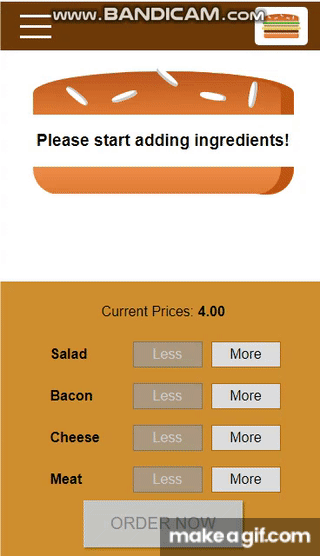 www.BANDICAM.com
Please start adding ingredients!
Current Prices: 4.00
Salad Less More
Bacon Less More
Cheese Less More
Meat Less More
ORDER NOW
makeagif.com